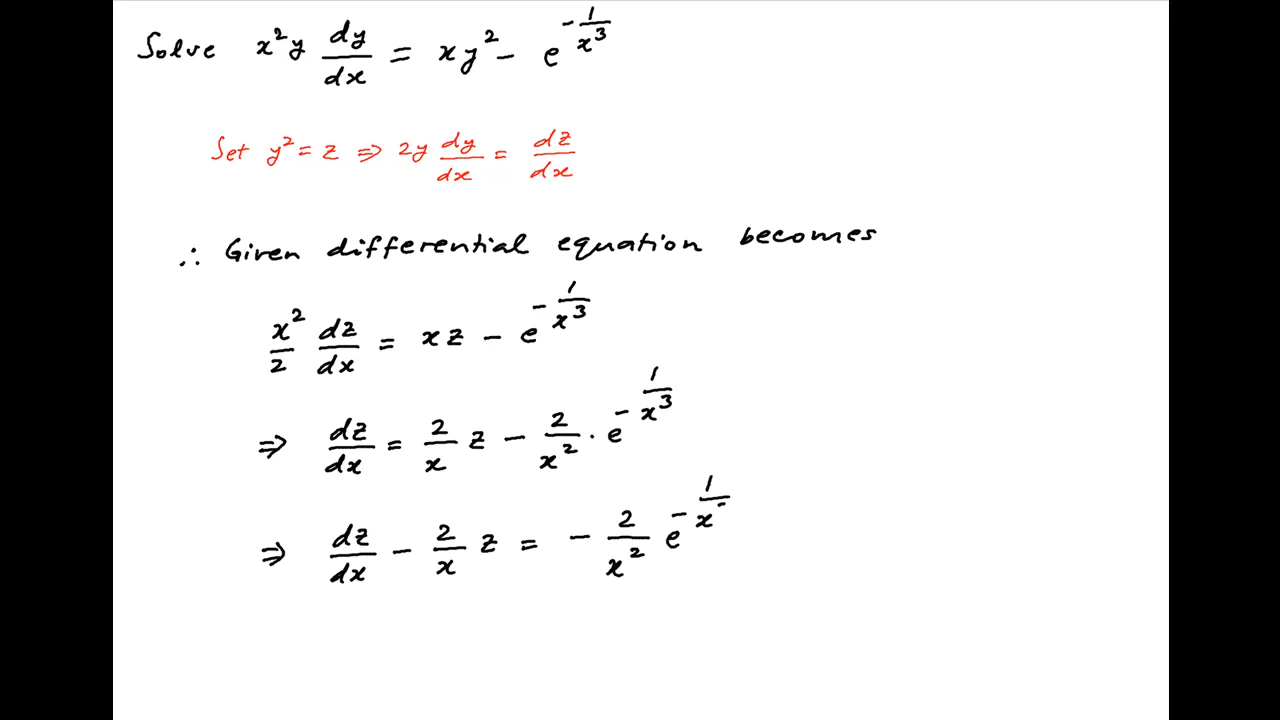 Solve x²y dy/dx = xy² - e^(-1/x³)
Set y² = z ⇒ 2y dy/dx = dz/dx
∴ Given differential equation becomes
x²/2 dz/dx = xz - e^(-1/x³)
⇒ dz/dx = 2/x z - 2/x² · e^(-1/x³)
⇒ dz/dx - 2/x z = - 2/x² e^(-1/x